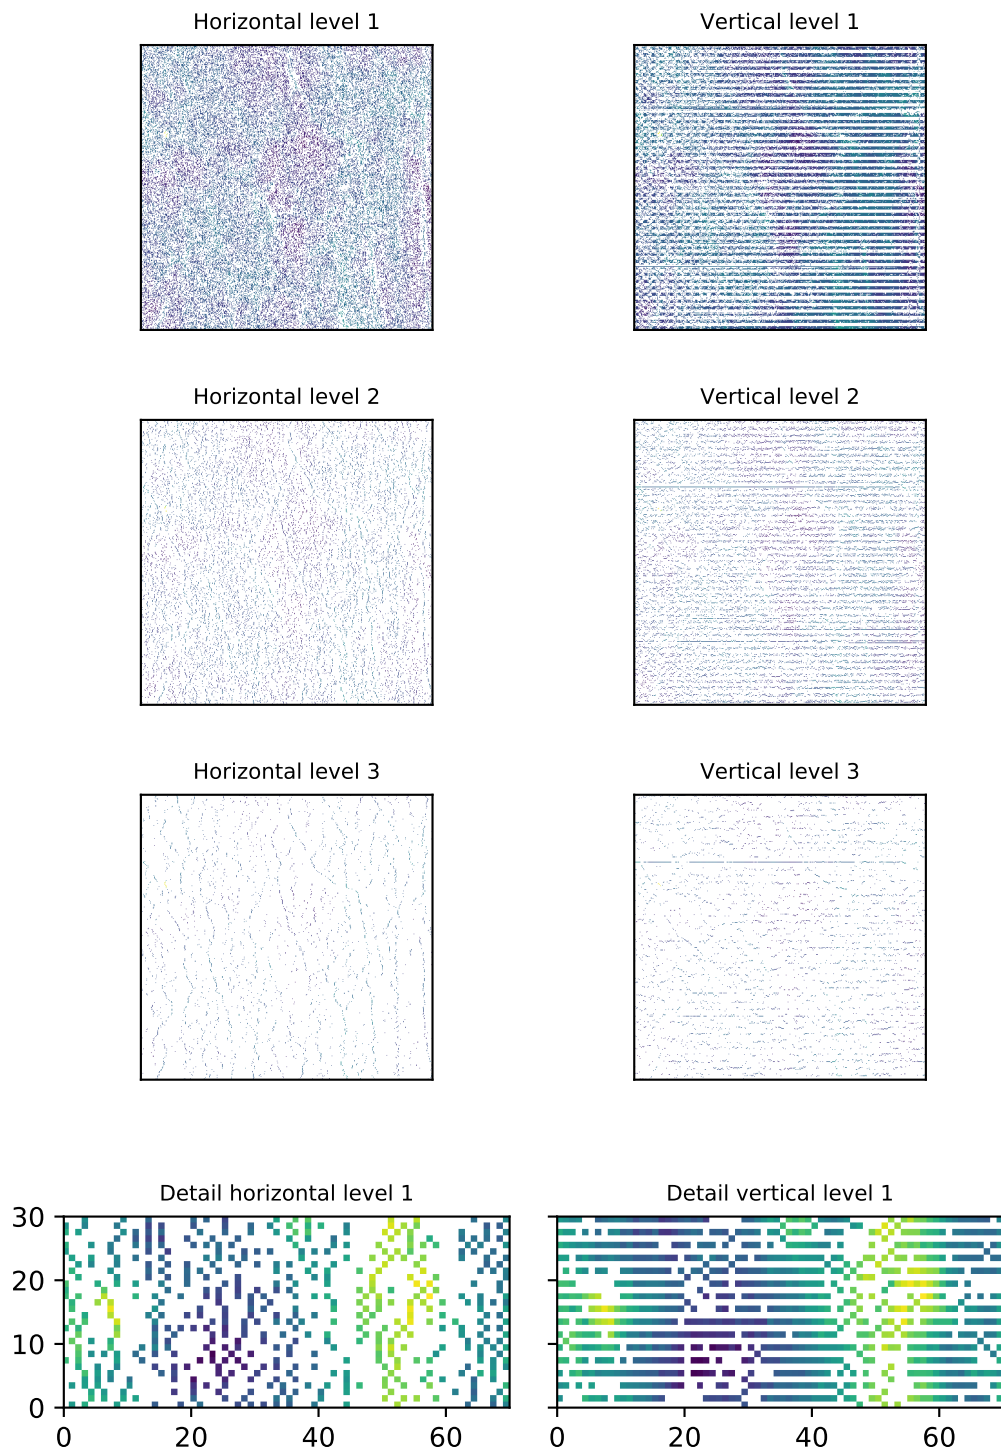 Horizontal level 1
Vertical level 1
Horizontal level 2
Vertical level 2
Horizontal level 3
Vertical level 3
Detail horizontal level 1
Detail vertical level 1
30
20
10
0
0 20 40 60
0 20 40 60